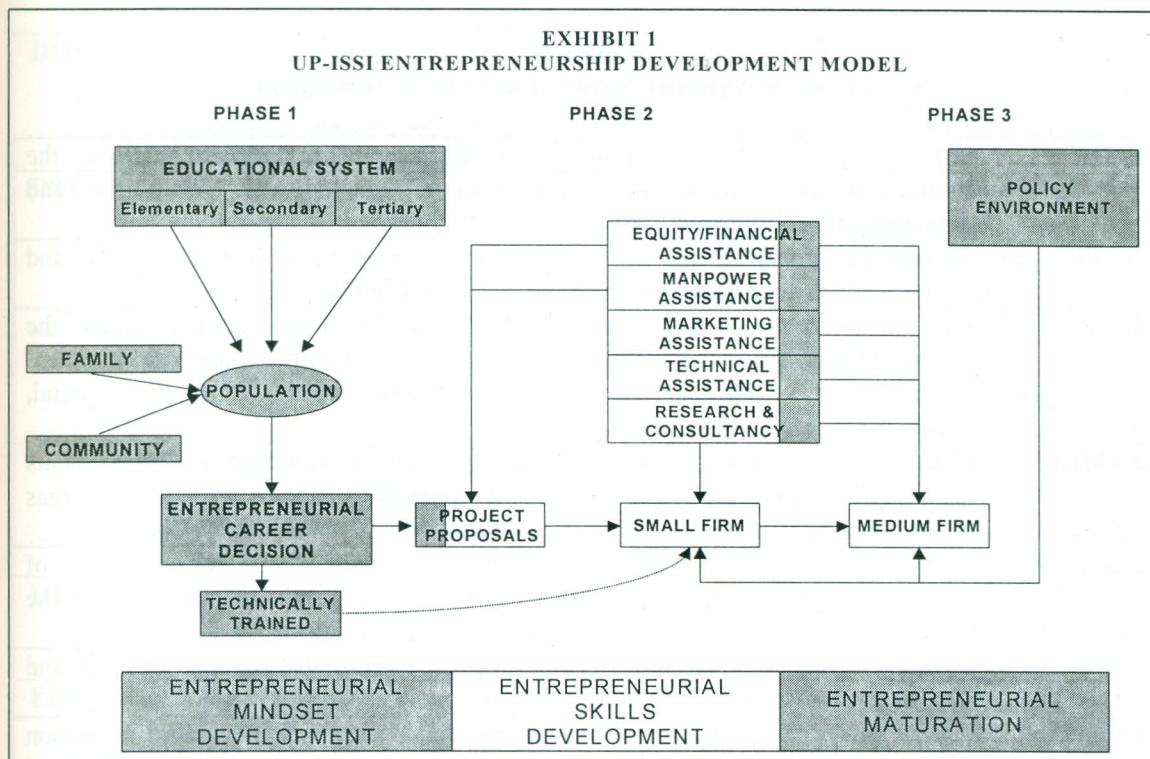 EXHIBIT 1
UP-ISSI ENTREPRENEURSHIP DEVELOPMENT MODEL
PHASE 1
PHASE 2
PHASE 3
EDUCATIONAL SYSTEM
Elementary
Secondary
Tertiary
POLICY
ENVIRONMENT
EQUITY/FINANCIAL
ASSISTANCE
MANPOWER
ASSISTANCE
MARKETING
ASSISTANCE
TECHNICAL
ASSISTANCE
RESEARCH &
CONSULTANCY
FAMILY
POPULATION
COMMUNITY
ENTREPRENEURIAL
CAREER
DECISION
PROJECT
PROPOSALS
SMALL FIRM
MEDIUM FIRM
TECHNICALLY
TRAINED
ENTREPRENEURIAL
MINDSET
DEVELOPMENT
ENTREPRENEURIAL
SKILLS
DEVELOPMENT
ENTREPRENEURIAL
MATURATION